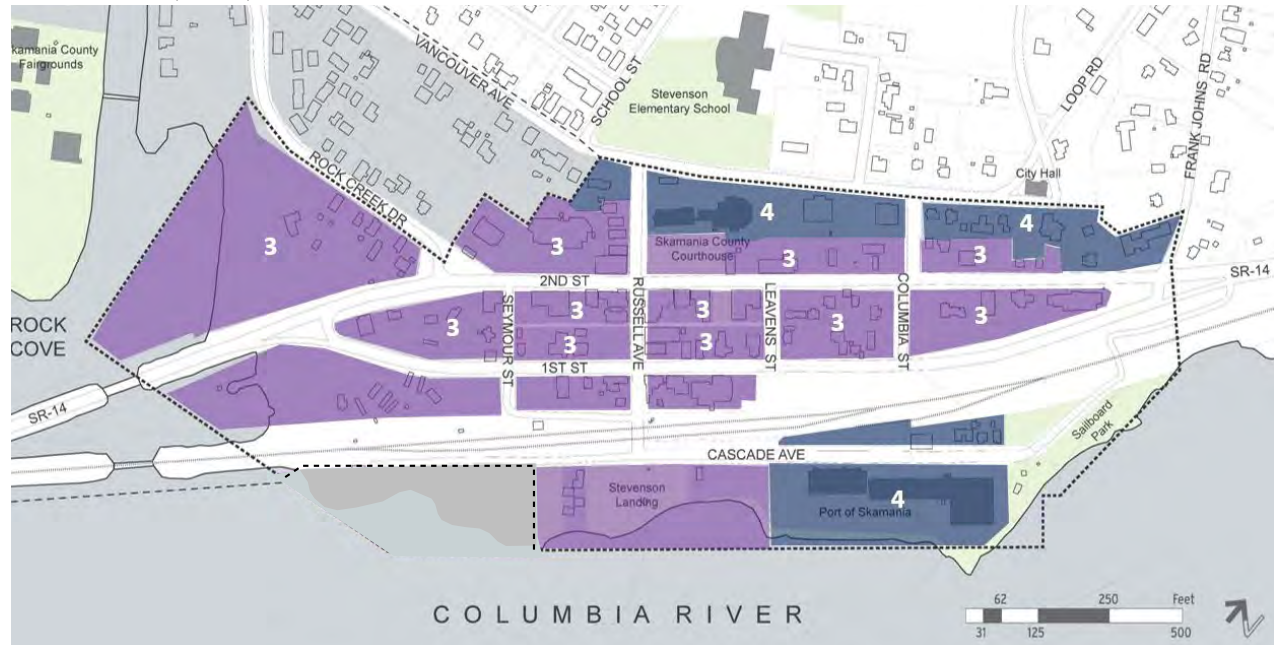 Skamania County
Fairgrounds
VANCOUVER AVE
SCHOOL ST
Stevenson
Elementary School
LOOP RD
FRANK JOHNS RD
City Hall
ROCK CREEK DR
3
3
4
4
Skamania County
Courthouse
3
3
2ND ST
SR-14
SEYMOUR ST
RUSSELL AVE
LEAVENS ST
COLUMBIA ST
3
3
3
3
3
3
3
1ST ST
ROCK
COVE
SR-14
Sailboard
Park
CASCADE AVE
Stevenson
Landing
4
Port of Skamania
COLUMBIA RIVER
62
250
Feet
31
125
500
N